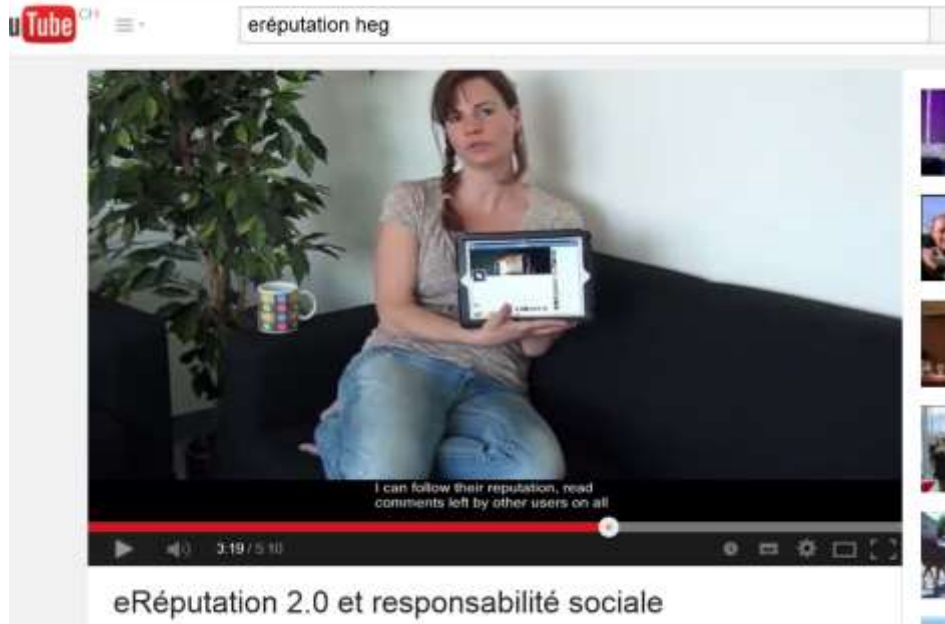 u Tube CH
eréputation heg
I can follow their reputation, read
comments left by other users on all
3:19 / 5:10
eRéputation 2.0 et responsabilité sociale